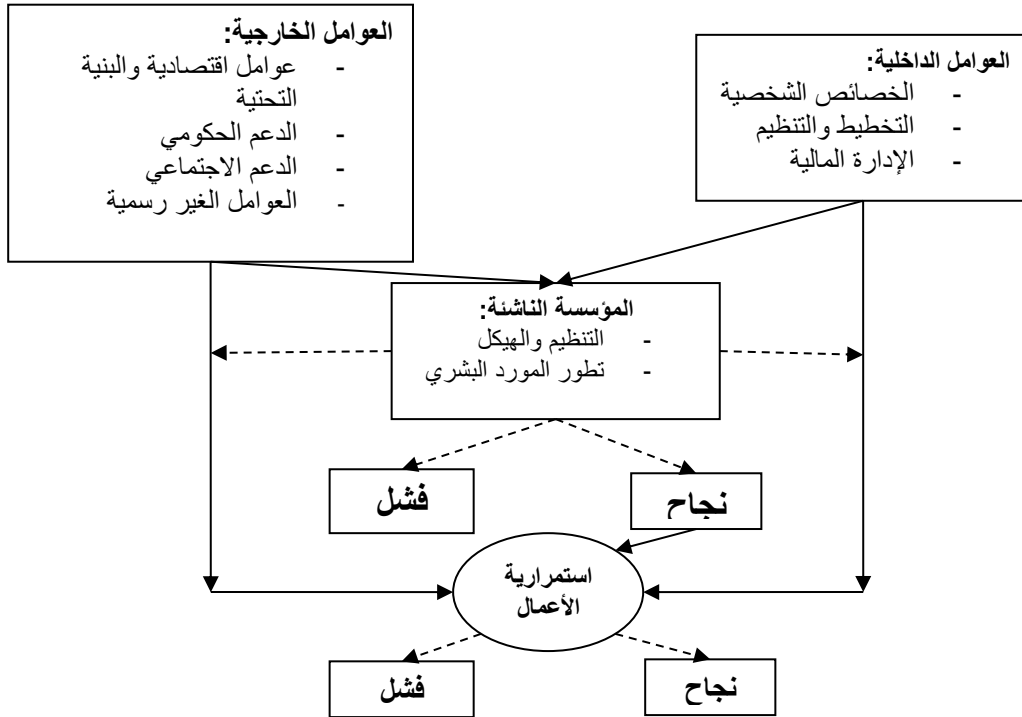 العوامل الخارجية:
- عوامل اقتصادية والبنية
التحتية
- الدعم الحكومي
- الدعم الاجتماعي
- العوامل الغير رسمية
العوامل الداخلية:
- الخصائص الشخصية
- التخطيط والتنظيم
- الإدارة المالية
المؤسسة الناشئة:
- التنظيم والهيكل
- تطور المورد البشري
نجاح
فشل
استمرارية
الأعمال
نجاح
فشل